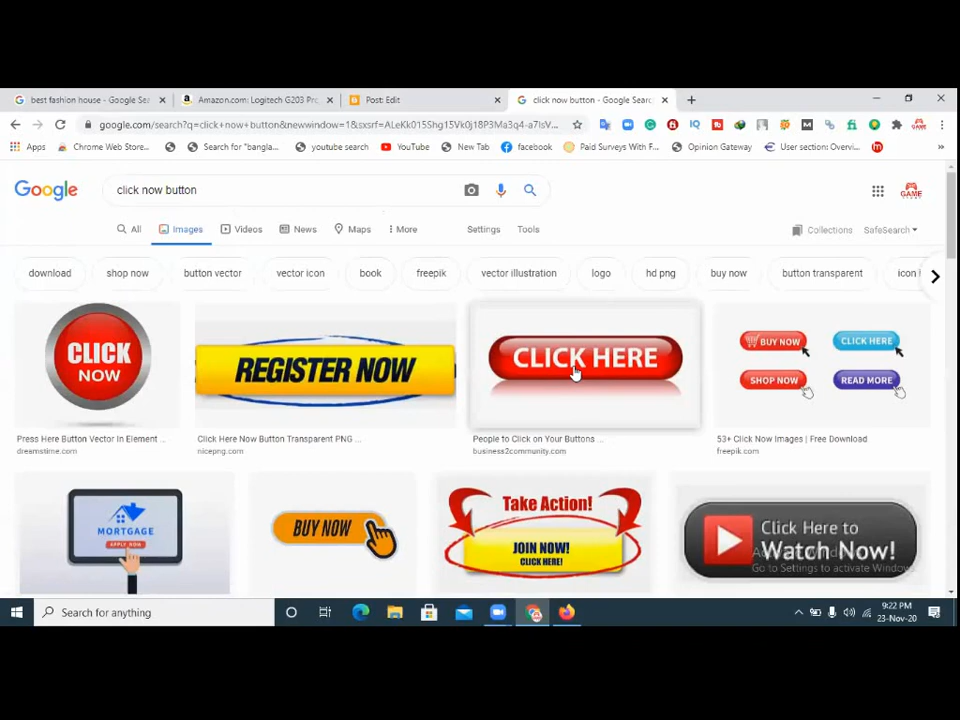 best fashion house - Google Sea
Amazon.com: Logitech G203 Pr
Post: Edit
click now button - Google Searc
google.com/search?q=click+now+button&newwindow=1&sxsrf=ALeKk015Shg15Vk0j18P3Ma3q4-a7IsV...
Apps
Chrome Web Store...
Search for "bangla...
youtube search
YouTube
New Tab
facebook
Paid Surveys With F...
Opinion Gateway
User section: Overvi...
Google
click now button
GAME
All
Images
Videos
News
Maps
More
Settings
Tools
Collections
SafeSearch
download
shop now
button vector
vector icon
book
freepik
vector illustration
logo
hd png
buy now
button transparent
icon
CLICK
NOW
REGISTER NOW
CLICK HERE
BUY NOW
CLICK HERE
SHOP NOW
READ MORE
Press Here Button Vector In Element ...
dreamstime.com
Click Here Now Button Transparent PNG ...
nicepng.com
People to Click on Your Buttons ...
business2community.com
53+ Click Now Images | Free Download
freepik.com
MORTGAGE
APPLY NOW
BUY NOW
Take Action!
JOIN NOW!
CLICK HERE!
Click Here to
Watch Now!
Go to Settings to activate Windows
Search for anything
9:22 PM
23-Nov-20